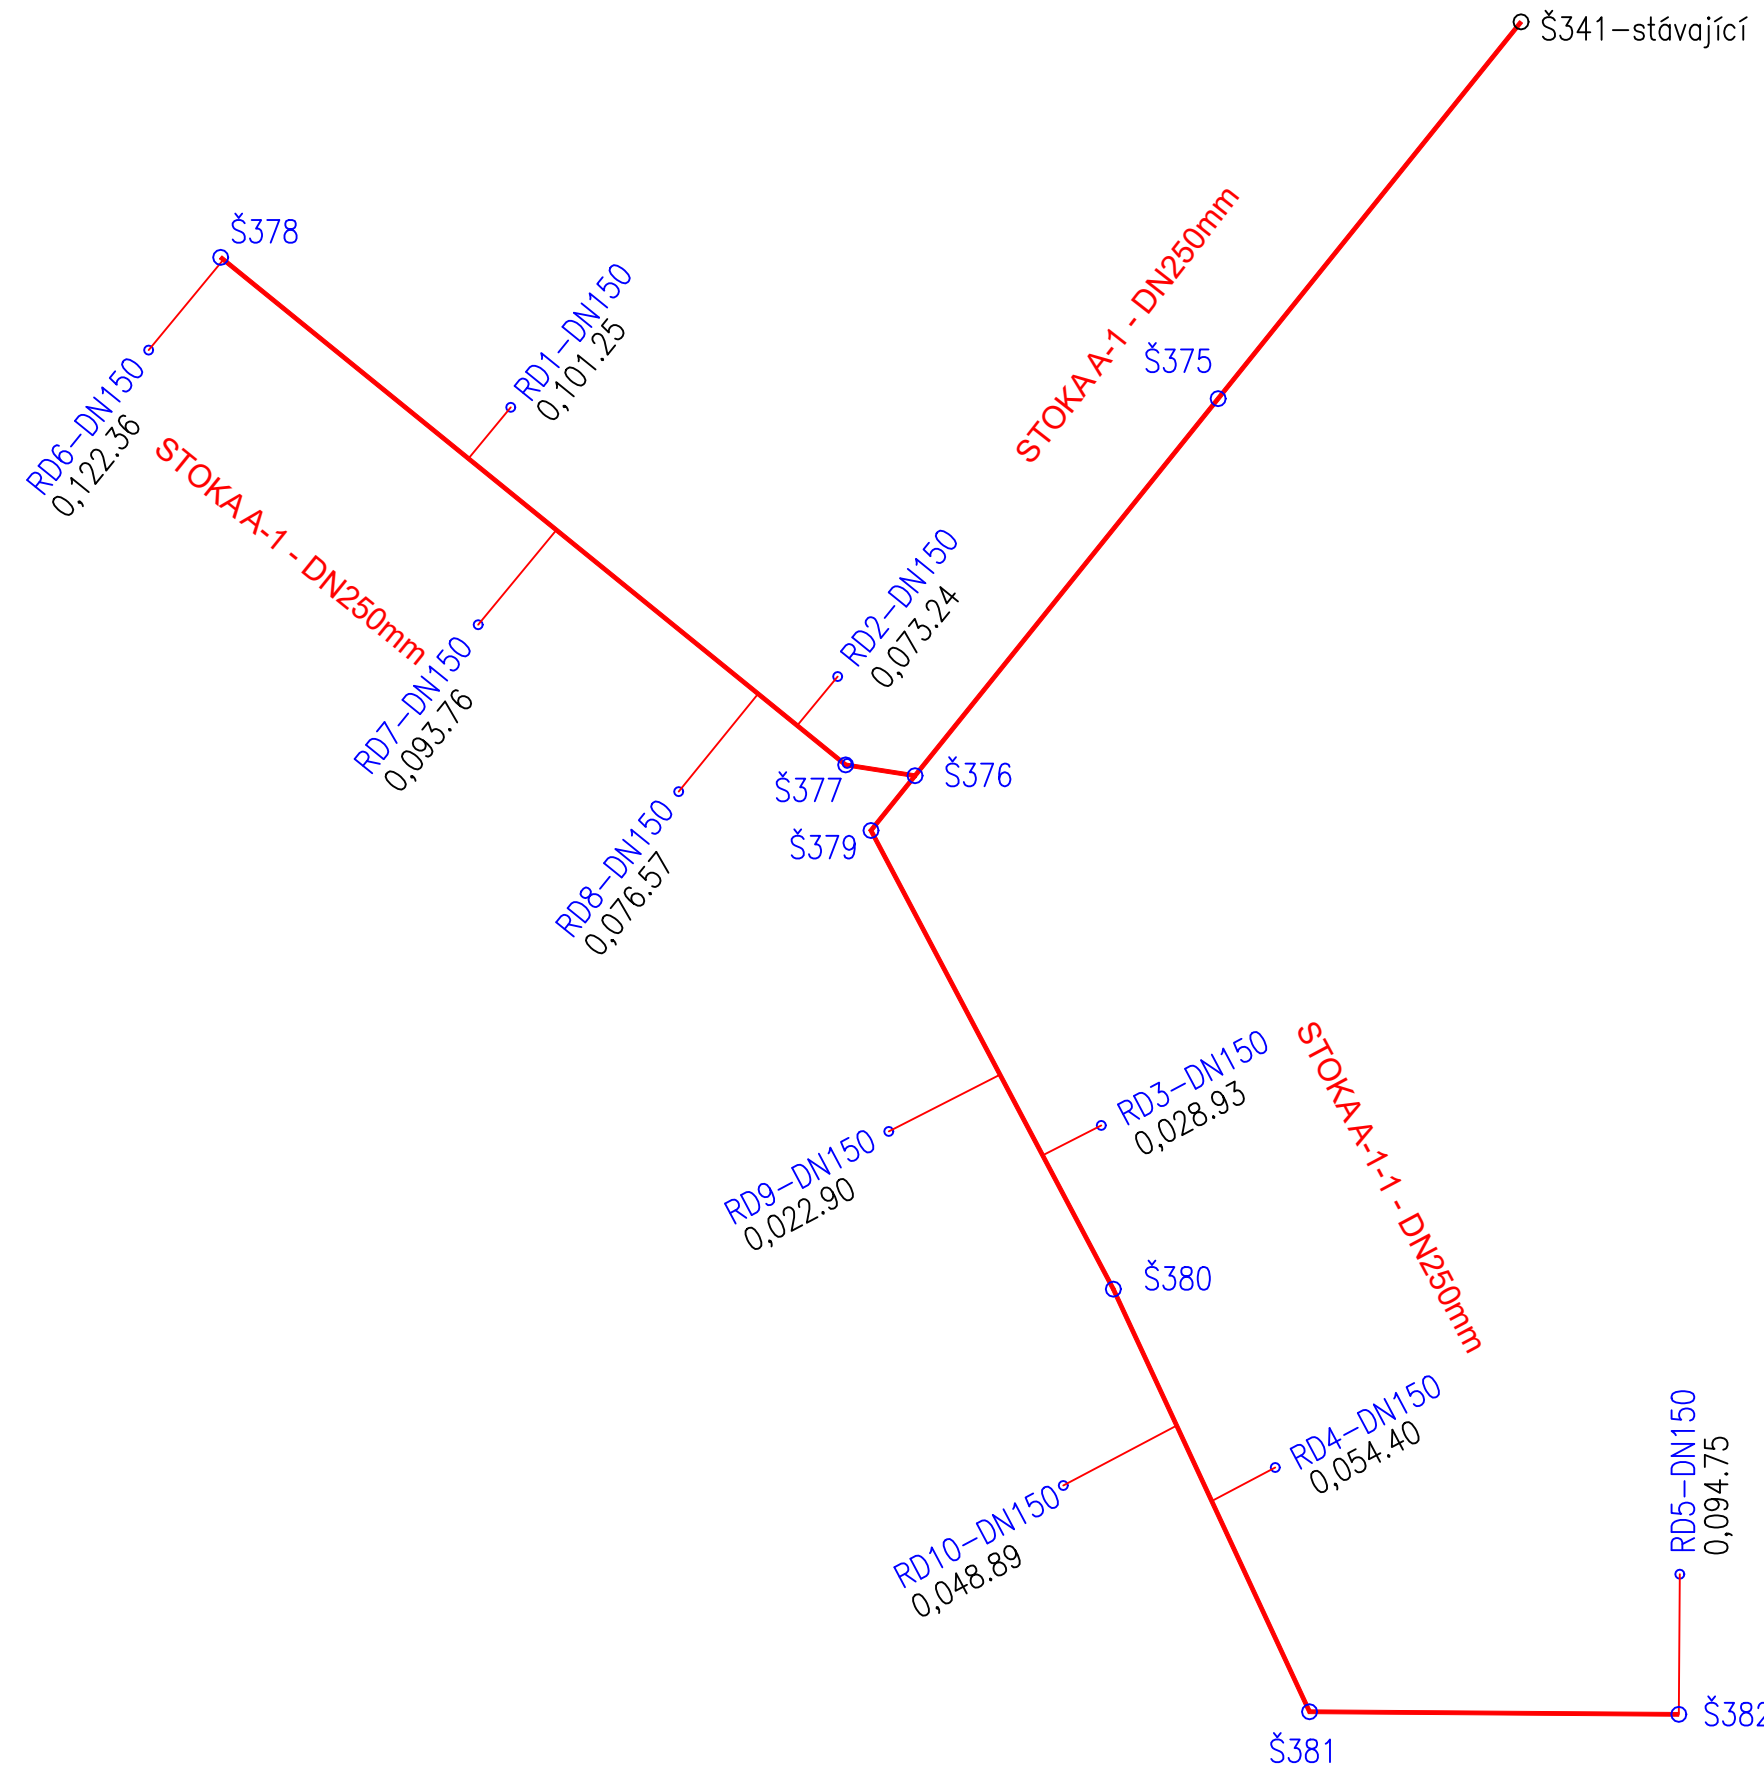 Š341-stávající
Š378
STOKA A-1 - DN250mm
RD1-DN150
0,101.25
Š375
RD6-DN150
0,122.36
STOKA A-1 - DN250mm
RD2-DN150
0,073.24
RD7-DN150
0,093.76
Š377
Š376
Š379
RD8-DN150
0,076.57
RD3-DN150
0,028.93
STOKA A-1-1 - DN250mm
RD9-DN150
0,022.90
Š380
RD4-DN150
0,054.40
RD5-DN150
0,094.75
RD10-DN150
0,048.89
Š382
Š381